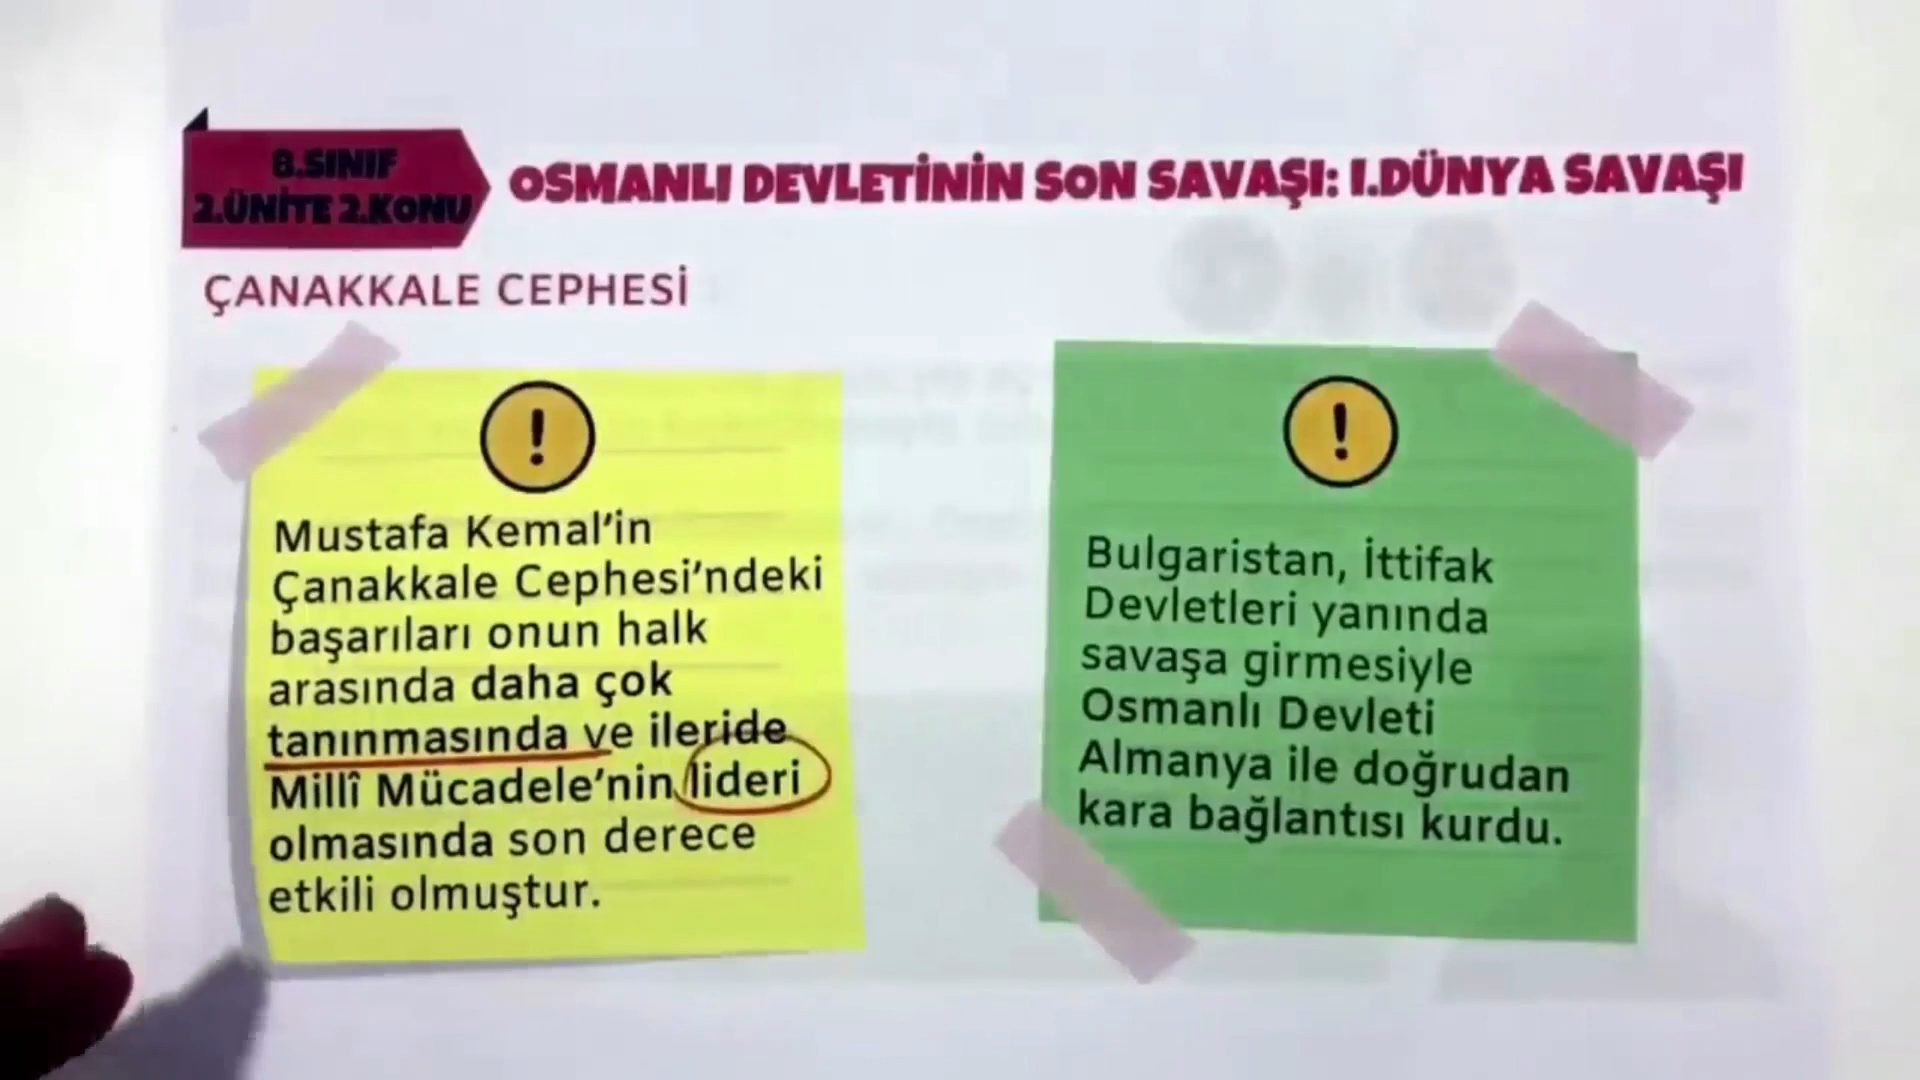 8.SINIF
2.ÜNİTE 2.KONU
OSMANLI DEVLETİNİN SON SAVAŞI: I.DÜNYA SAVAŞI
ÇANAKKALE CEPHESİ
!
Mustafa Kemal'in
Çanakkale Cephesi'ndeki
başarıları onun halk
arasında daha çok
tanınmasında ve ileride
Millî Mücadele'nin lideri
olmasında son derece
etkili olmuştur.
!
Bulgaristan, İttifak
Devletleri yanında
savaşa girmesiyle
Osmanlı Devleti
Almanya ile doğrudan
kara bağlantısı kurdu.